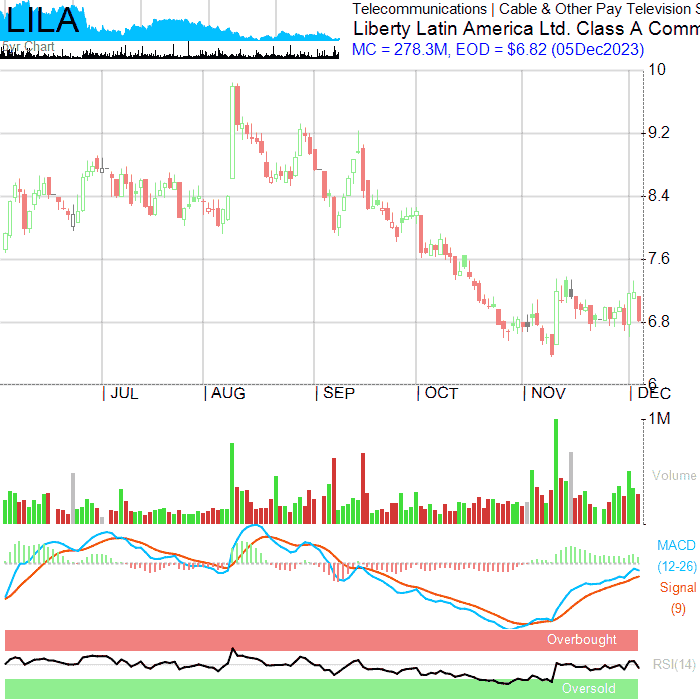 LILA
5yr Chart
Telecommunications | Cable & Other Pay Television S
Liberty Latin America Ltd. Class A Comm
MC = 278.3M, EOD = $6.82 (05Dec2023)
10
9.2
8.4
7.6
6.8
6
| JUL | AUG | SEP | OCT | NOV | DEC
1M
Volume
MACD
(12-26)
Signal
(9)
Overbought
RSI(14)
Oversold